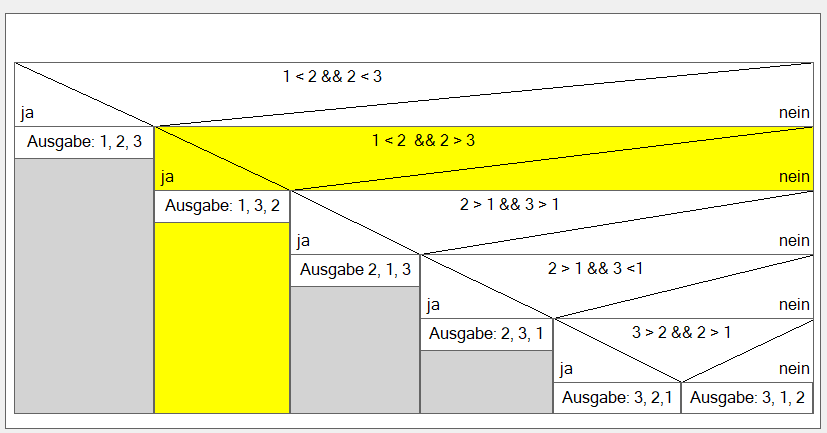 1 < 2 && 2 < 3
ja
nein
Ausgabe: 1, 2, 3
1 < 2 && 2 > 3
ja
nein
Ausgabe: 1, 3, 2
2 > 1 && 3 > 1
ja
nein
Ausgabe 2, 1, 3
2 > 1 && 3 <1
ja
nein
Ausgabe: 2, 3, 1
3 > 2 && 2 > 1
ja
nein
Ausgabe: 3, 2,1
Ausgabe: 3, 1, 2